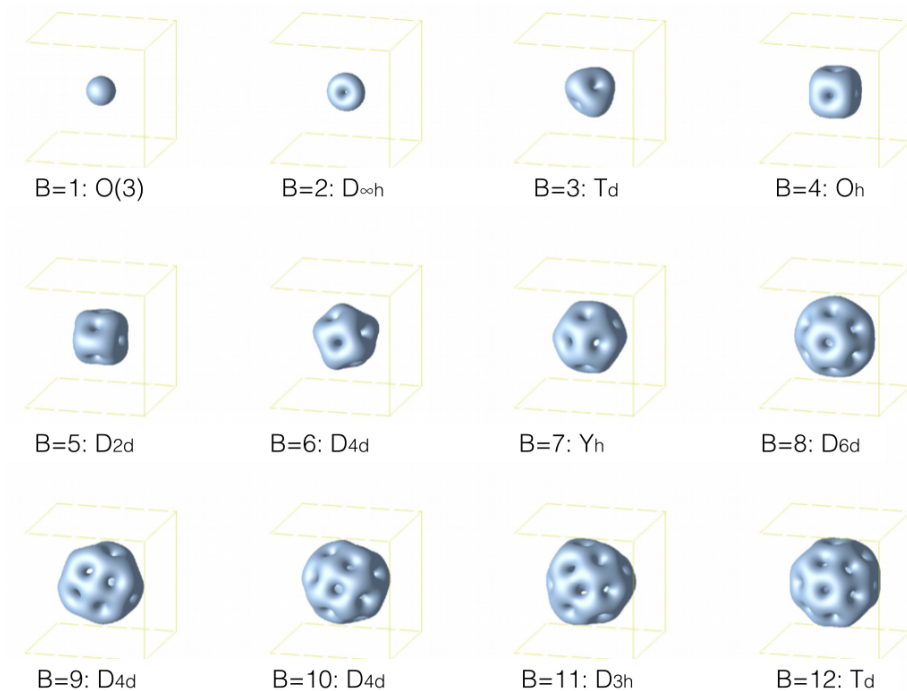 B=1: O(3) B=2: D∞h B=3: Td B=4: Oh
B=5: D2d B=6: D4d B=7: Yh B=8: D6d
B=9: D4d B=10: D4d B=11: D3h B=12: Td